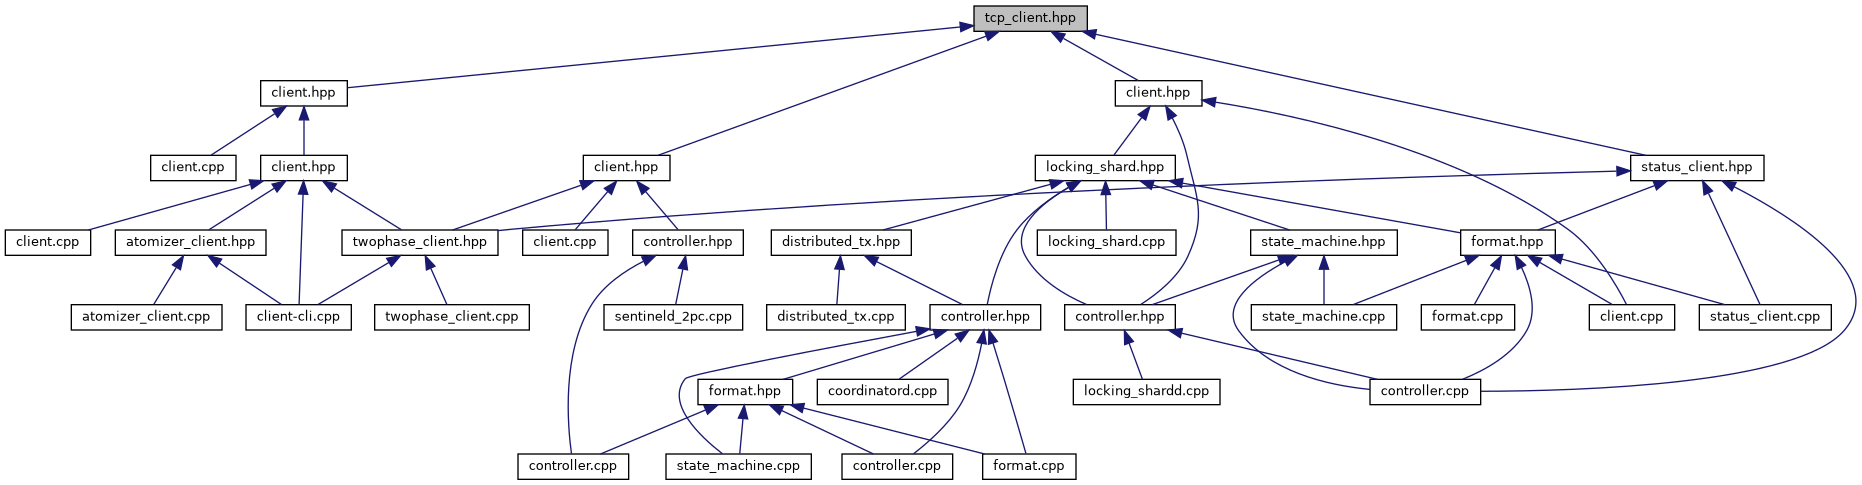 tcp_client.hpp
client.hpp
client.hpp
client.cpp
client.hpp
client.hpp
locking_shard.hpp
status_client.hpp
client.cpp
atomizer_client.hpp
twophase_client.hpp
client.cpp
controller.hpp
distributed_tx.hpp
locking_shard.cpp
state_machine.hpp
format.hpp
atomizer_client.cpp
client-cli.cpp
twophase_client.cpp
sentineld_2pc.cpp
distributed_tx.cpp
controller.hpp
controller.hpp
state_machine.cpp
format.cpp
client.cpp
status_client.cpp
format.hpp
coordinatord.cpp
locking_shardd.cpp
controller.cpp
controller.cpp
state_machine.cpp
controller.cpp
format.cpp